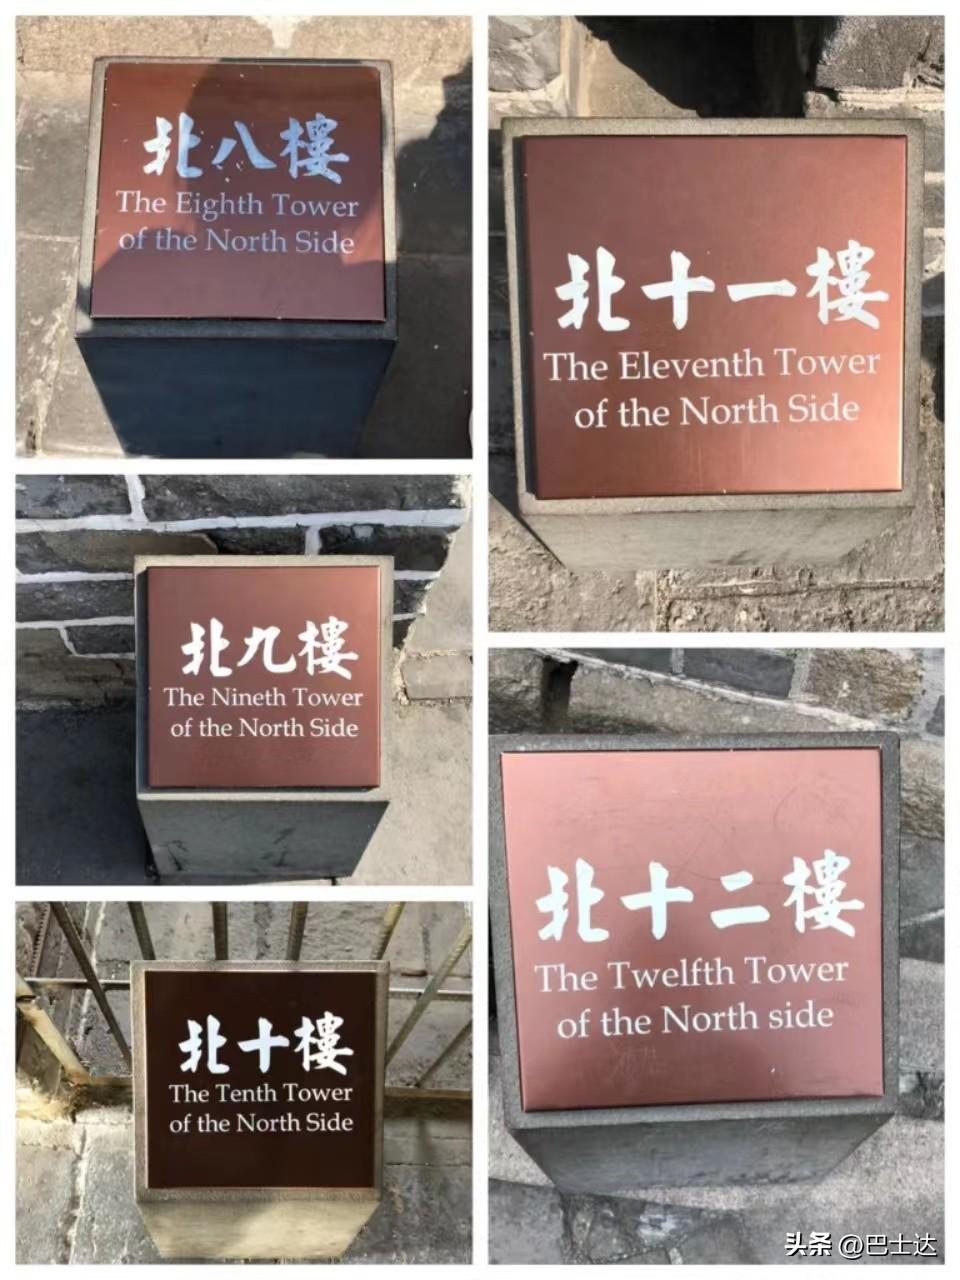 北八樓
The Eighth Tower
of the North Side
北九樓
The Nineth Tower
of the North Side
北十樓
The Tenth Tower
of the North Side
北十一樓
The Eleventh Tower
of the North Side
北十二樓
The Twelfth Tower
of the North side
头条 @巴士达